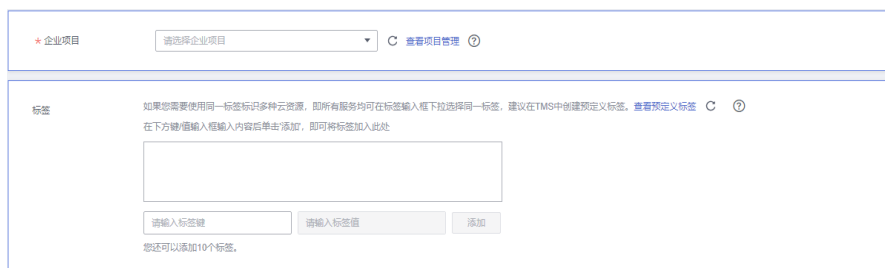 * 企业项目 请选择企业项目 查看项目管理 ?
标签 如果您需要使用同一标签标识多种云资源，即所有服务均可在标签输入框下拉选择同一标签，建议在TMS中创建预定义标签。查看预定义标签 ?
在下方键/值输入框输入内容后单击'添加'，即可将标签加入此处
请输入标签键 请输入标签值 添加
您还可以添加10个标签。